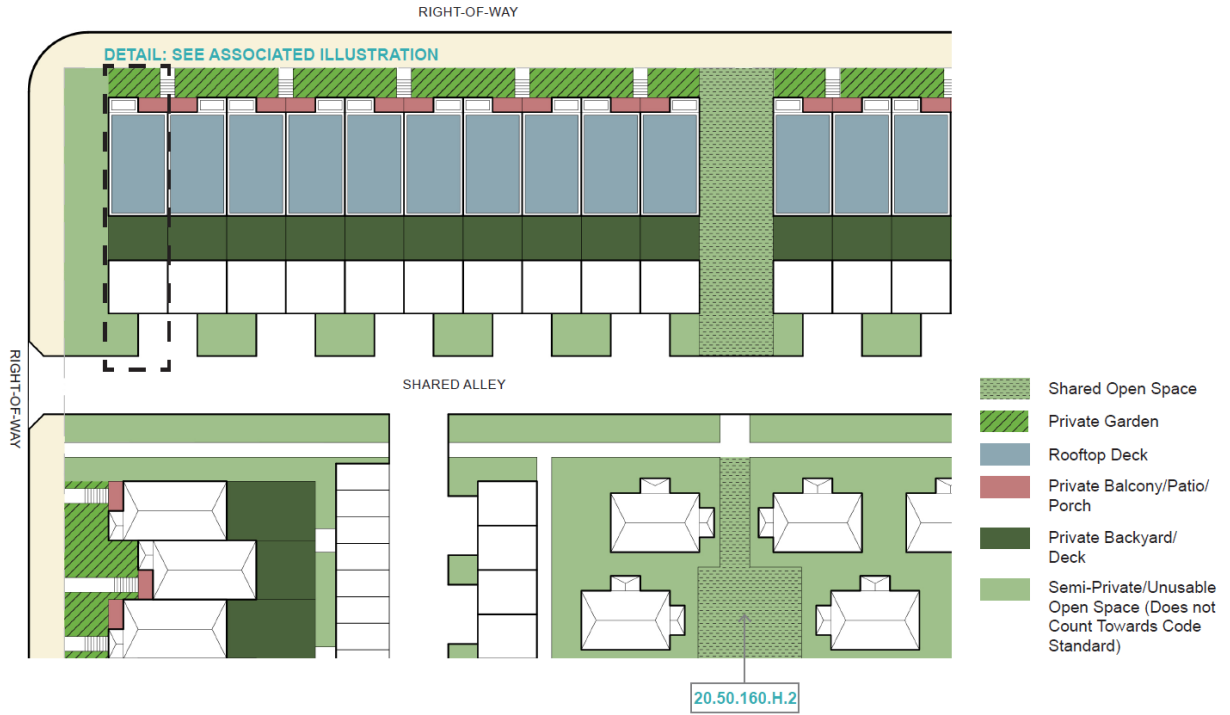 RIGHT-OF-WAY
DETAIL: SEE ASSOCIATED ILLUSTRATION
RIGHT-OF-WAY
SHARED ALLEY
Shared Open Space
Private Garden
Rooftop Deck
Private Balcony/Patio/
Porch
Private Backyard/
Deck
Semi-Private/Unusable
Open Space (Does not
Count Towards Code
Standard)
20.50.160.H.2